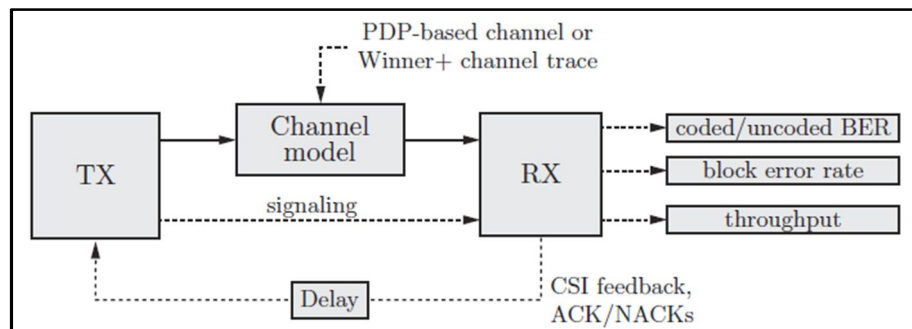 PDP-based channel or
Winner+ channel trace
TX
Channel
model
RX
coded/uncoded BER
block error rate
throughput
signaling
Delay
CSI feedback,
ACK/NACKs